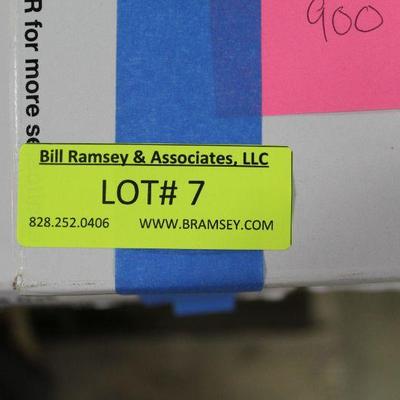 R for more se
900
Bill Ramsey & Associates, LLC
LOT# 7
828.252.0406 WWW.BRAMSEY.COM